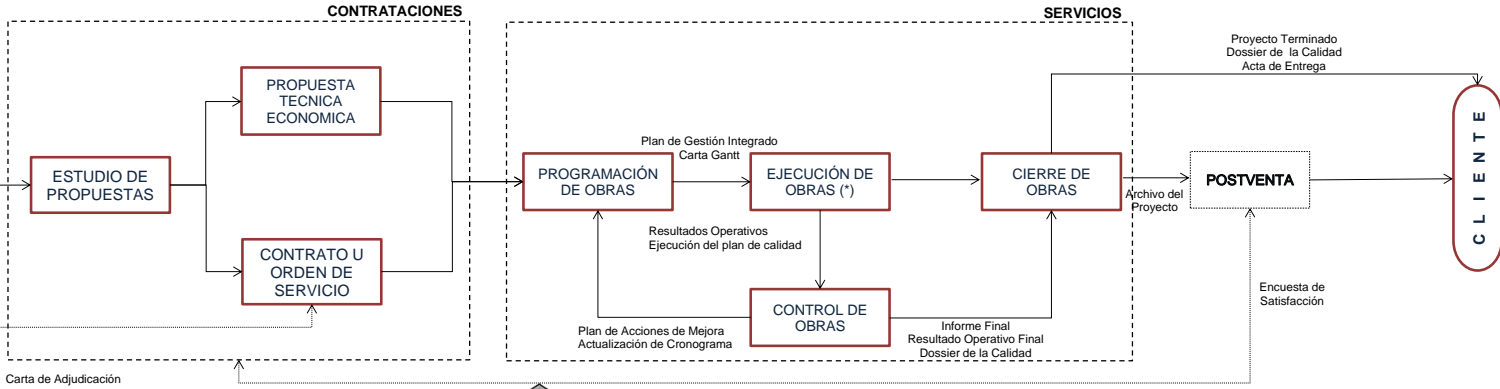 CONTRATACIONES
SERVICIOS
PROPUESTA
TECNICA
ECONOMICA
ESTUDIO DE
PROPUESTAS
CONTRATO U
ORDEN DE
SERVICIO
Carta de Adjudicación
PROGRAMACIÓN
DE OBRAS
Plan de Gestión Integrado
Carta Gantt
EJECUCIÓN DE
OBRAS (*)
Resultados Operativos
Ejecución del plan de calidad
CONTROL DE
OBRAS
Plan de Acciones de Mejora
Actualización de Cronograma
Informe Final
Resultado Operativo Final
Dossier de la Calidad
CIERRE DE
OBRAS
Proyecto Terminado
Dossier de la Calidad
Acta de Entrega
Archivo del
Proyecto
POSTVENTA
Encuesta de
Satisfacción
CLIENTE